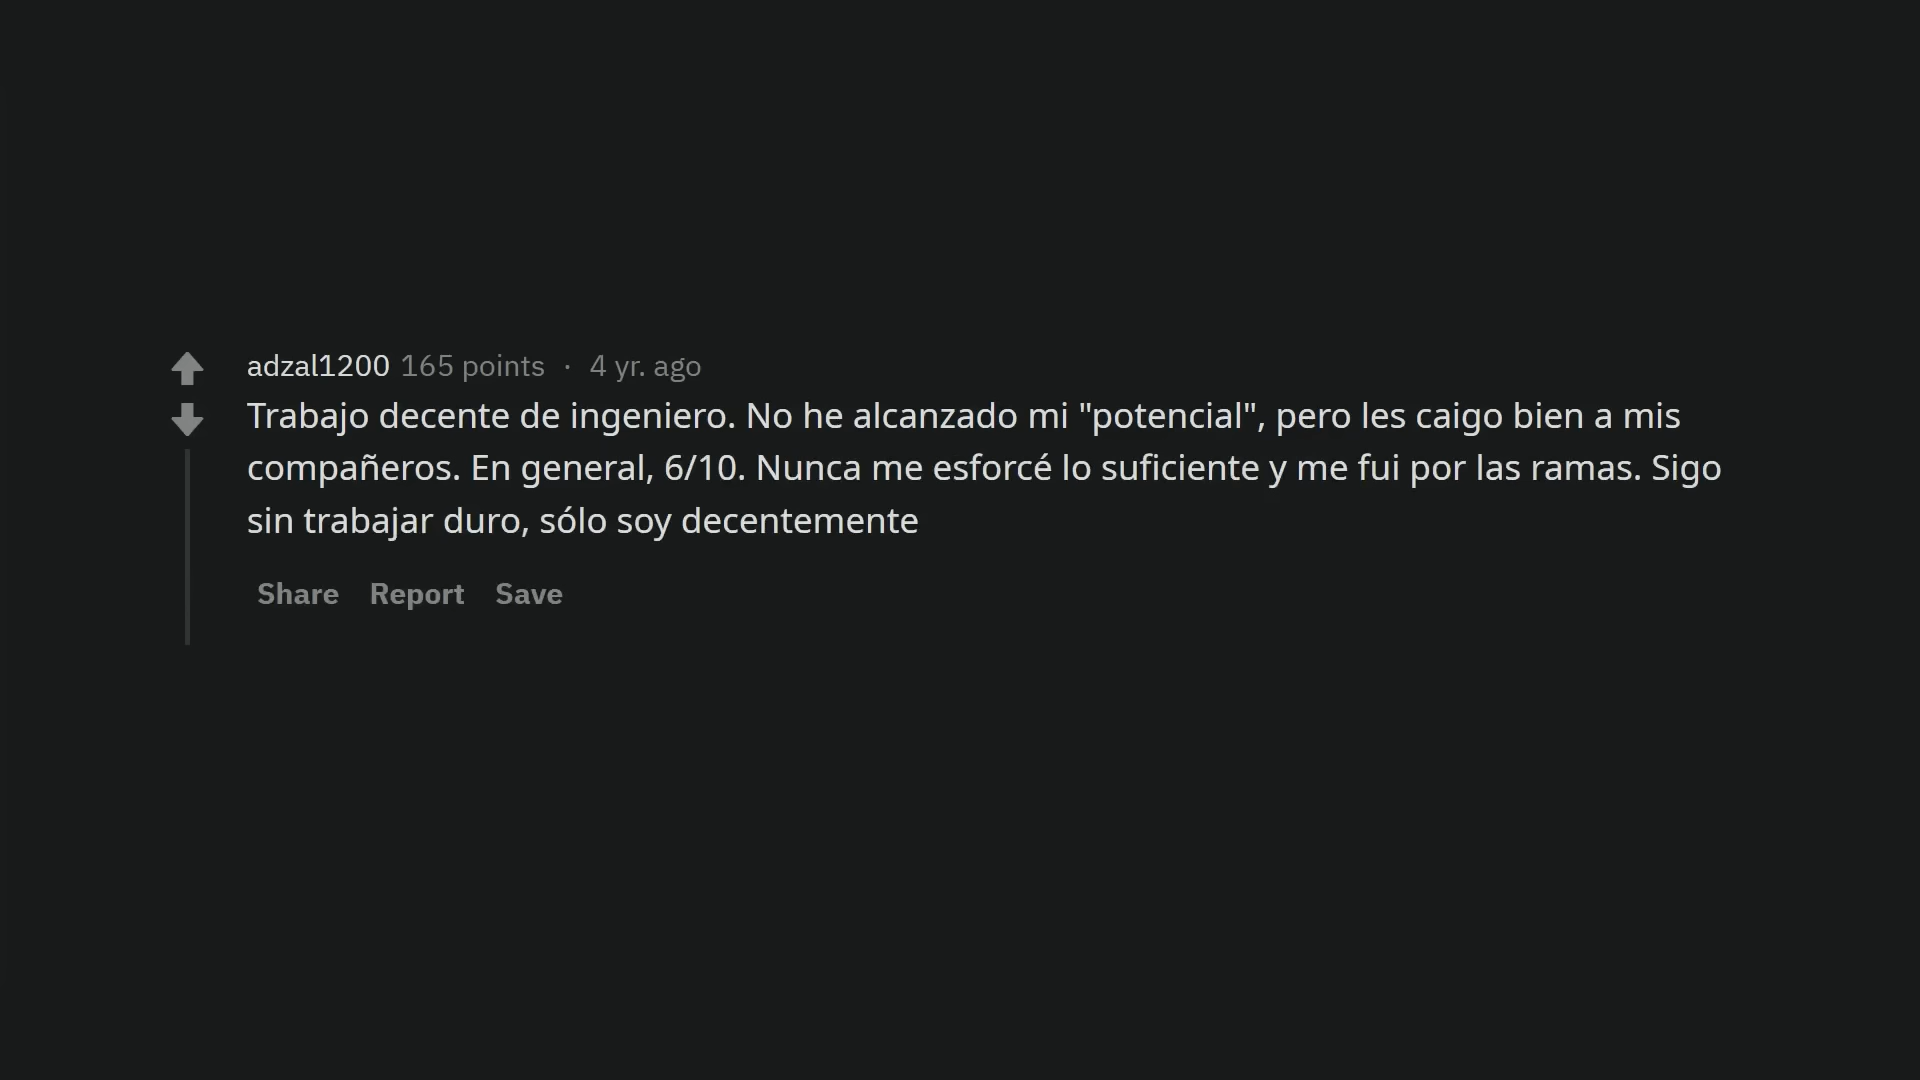 adzal1200 165 points · 4 yr. ago
Trabajo decente de ingeniero. No he alcanzado mi "potencial", pero les caigo bien a mis
compañeros. En general, 6/10. Nunca me esforcé lo suficiente y me fui por las ramas. Sigo
sin trabajar duro, sólo soy decentemente
Share Report Save